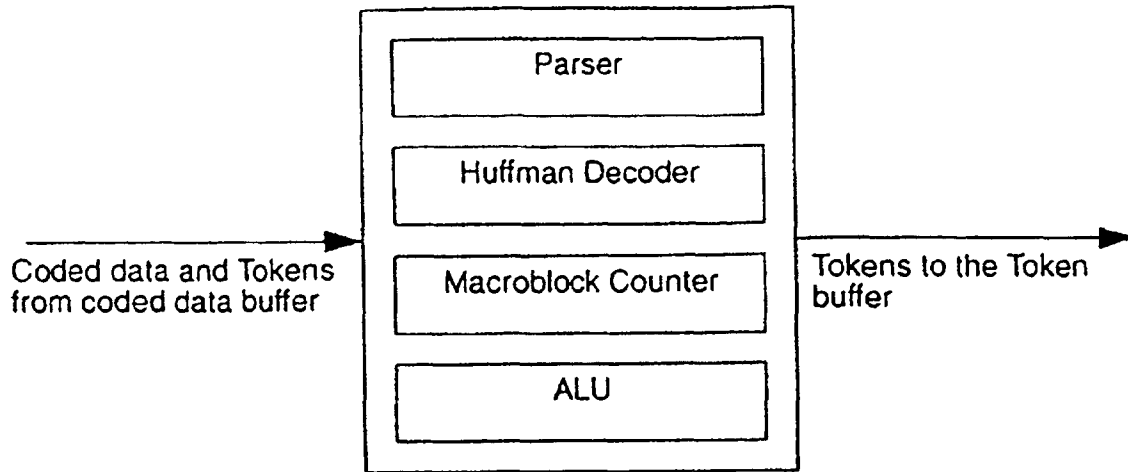 Parser
Huffman Decoder
Macroblock Counter
ALU
Coded data and Tokens
from coded data buffer
Tokens to the Token
buffer